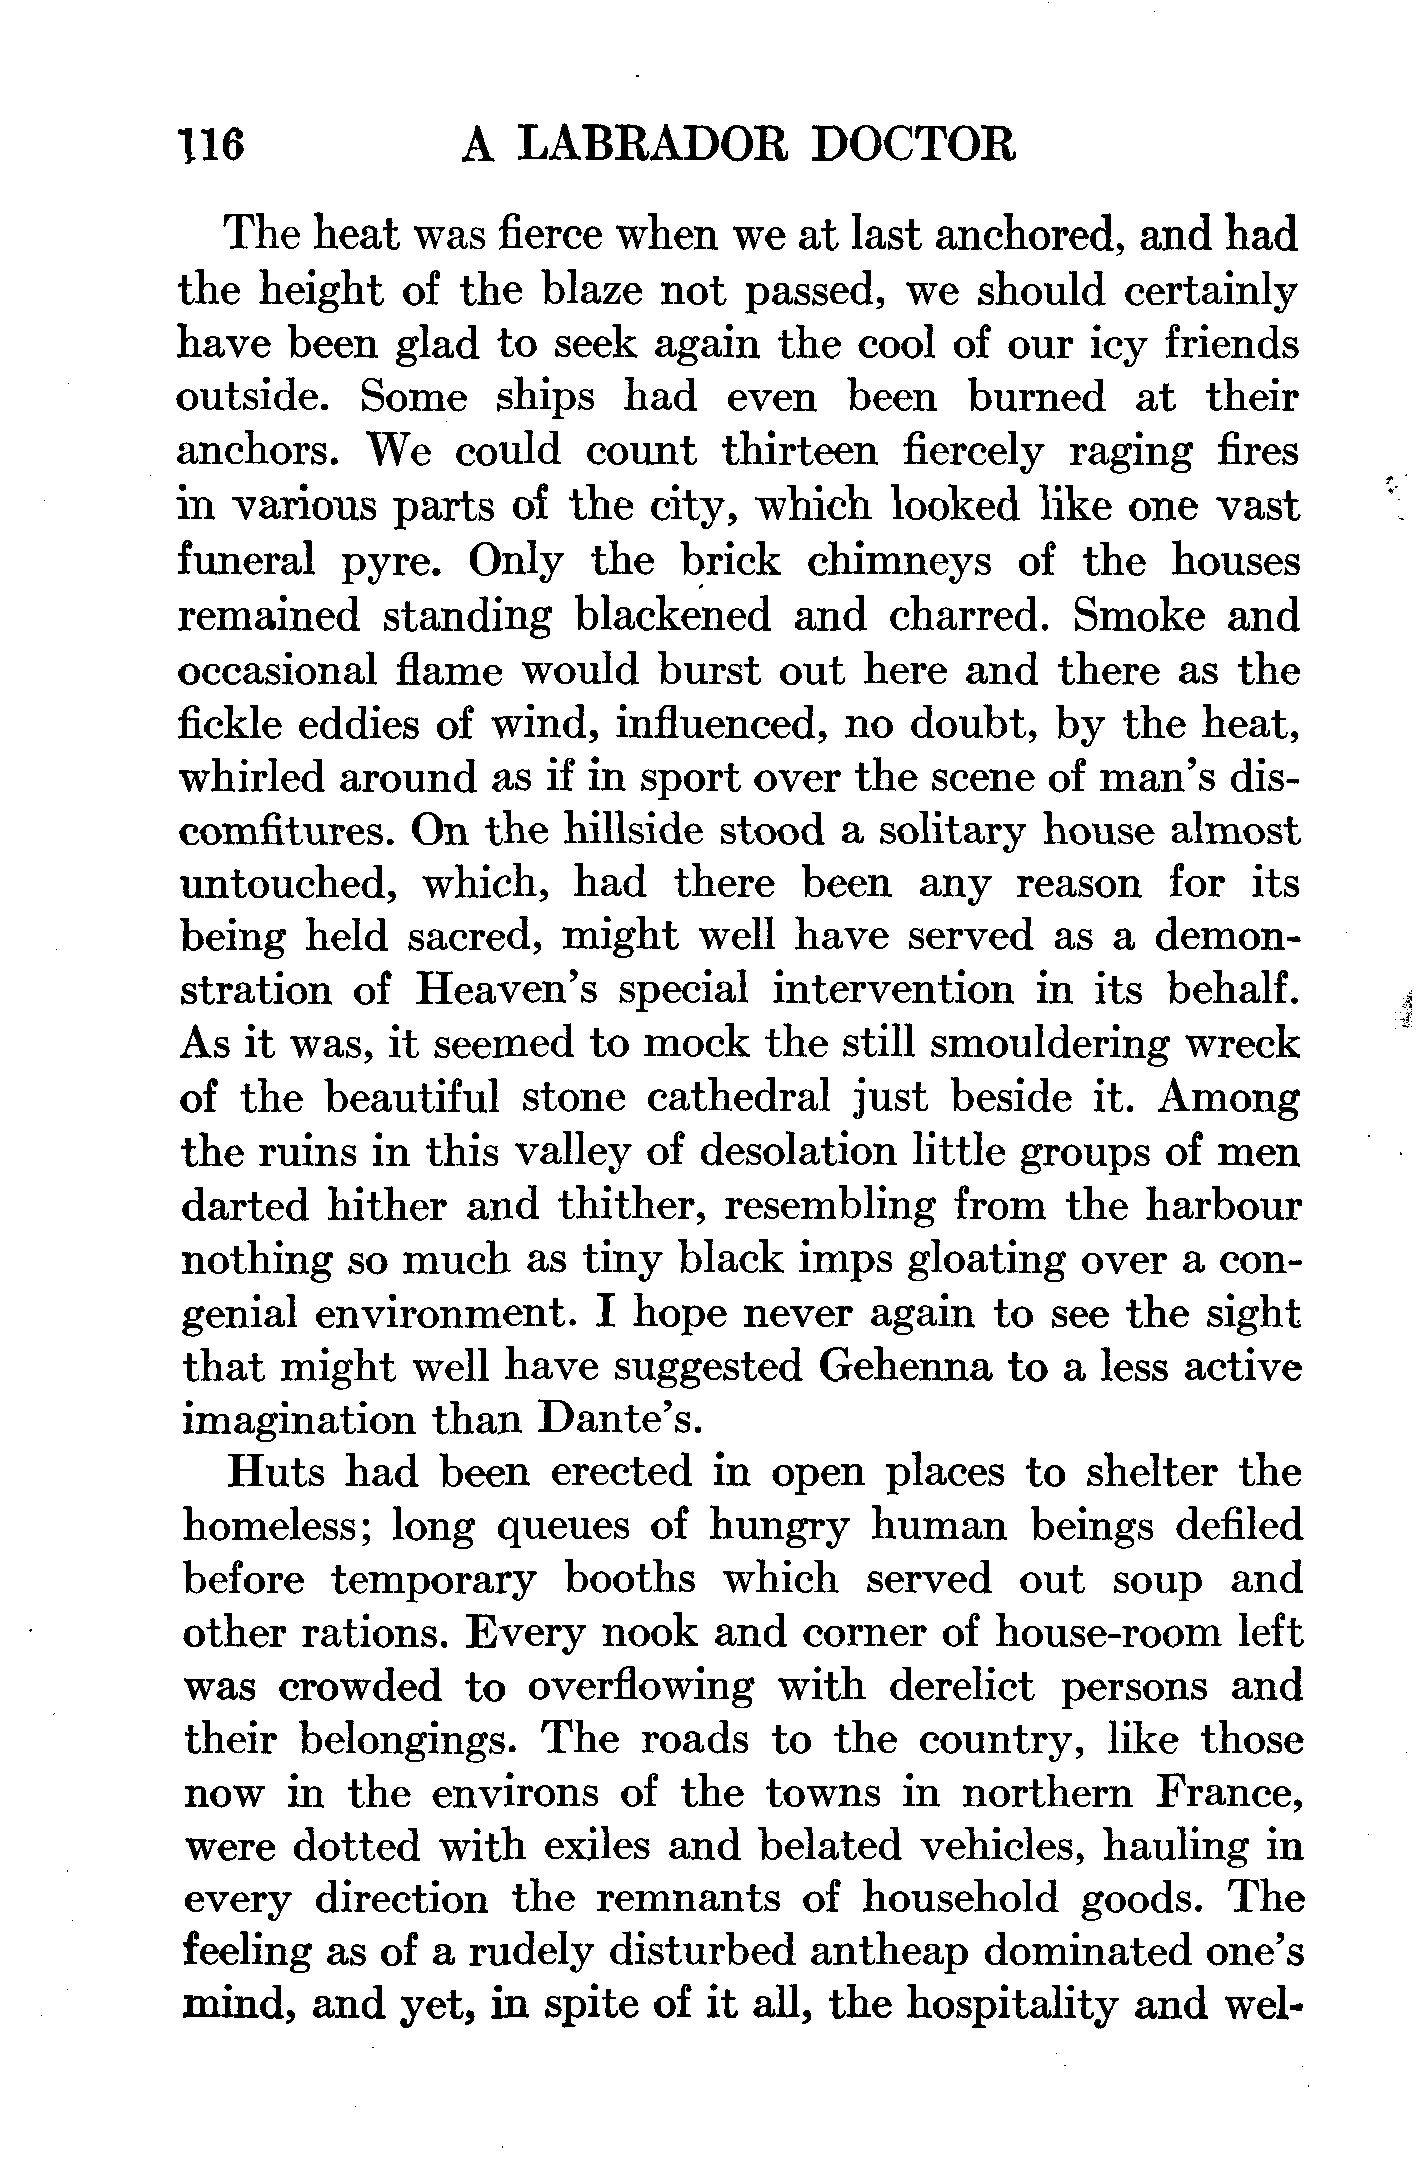 116 A LABRADOR DOCTOR
The heat was fierce when we at last anchored, and had
the height of the blaze not passed, we should certainly
have been glad to seek again the cool of our icy friends
outside. Some ships had even been burned at their
anchors. We could count thirteen fiercely raging fires
in various parts of the city, which looked like one vast
funeral pyre. Only the brick chimneys of the houses
remained standing blackened and charred. Smoke and
occasional flame would burst out here and there as the
fickle eddies of wind, influenced, no doubt, by the heat,
whirled around as if in sport over the scene of man's dis-
comfitures. On the hillside stood a solitary house almost
untouched, which, had there been any reason for its
being held sacred, might well have served as a demon-
stration of Heaven's special intervention in its behalf.
As it was, it seemed to mock the still smouldering wreck
of the beautiful stone cathedral just beside it. Among
the ruins in this valley of desolation little groups of men
darted hither and thither, resembling from the harbour
nothing so much as tiny black imps gloating over a con-
genial environment. I hope never again to see the sight
that might well have suggested Gehenna to a less active
imagination than Dante's.
Huts had been erected in open places to shelter the
homeless; long queues of hungry human beings defiled
before temporary booths which served out soup and
other rations. Every nook and corner of house-room left
was crowded to overflowing with derelict persons and
their belongings. The roads to the country, like those
now in the environs of the towns in northern France,
were dotted with exiles and belated vehicles, hauling in
every direction the remnants of household goods. The
feeling as of a rudely disturbed antheap dominated one's
mind, and yet, in spite of it all, the hospitality and wel-